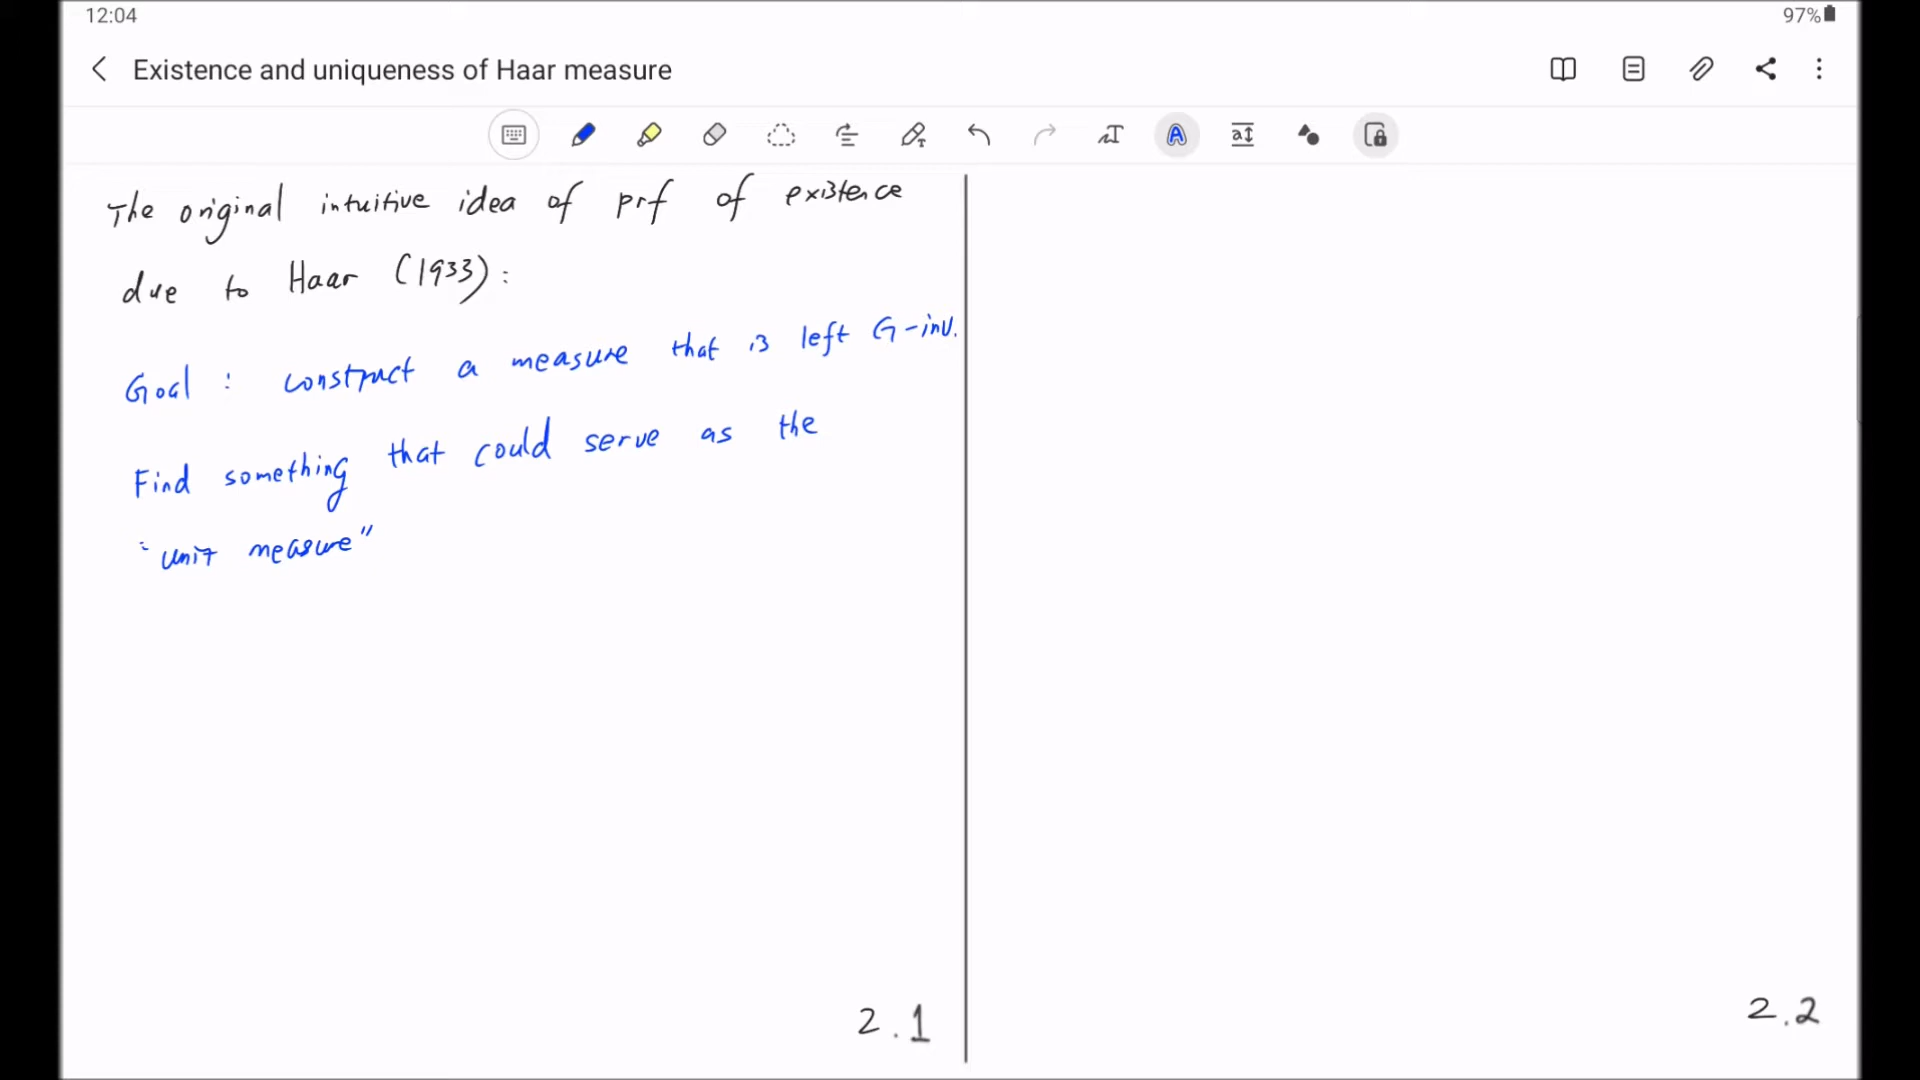 12:04
97%
Existence and uniqueness of Haar measure
The original intuitive idea of prf of existence
due to Haar (1933):
Goal : construct a measure that is left G-inv.
Find something that could serve as the
"unit measure"
2.1
2.2